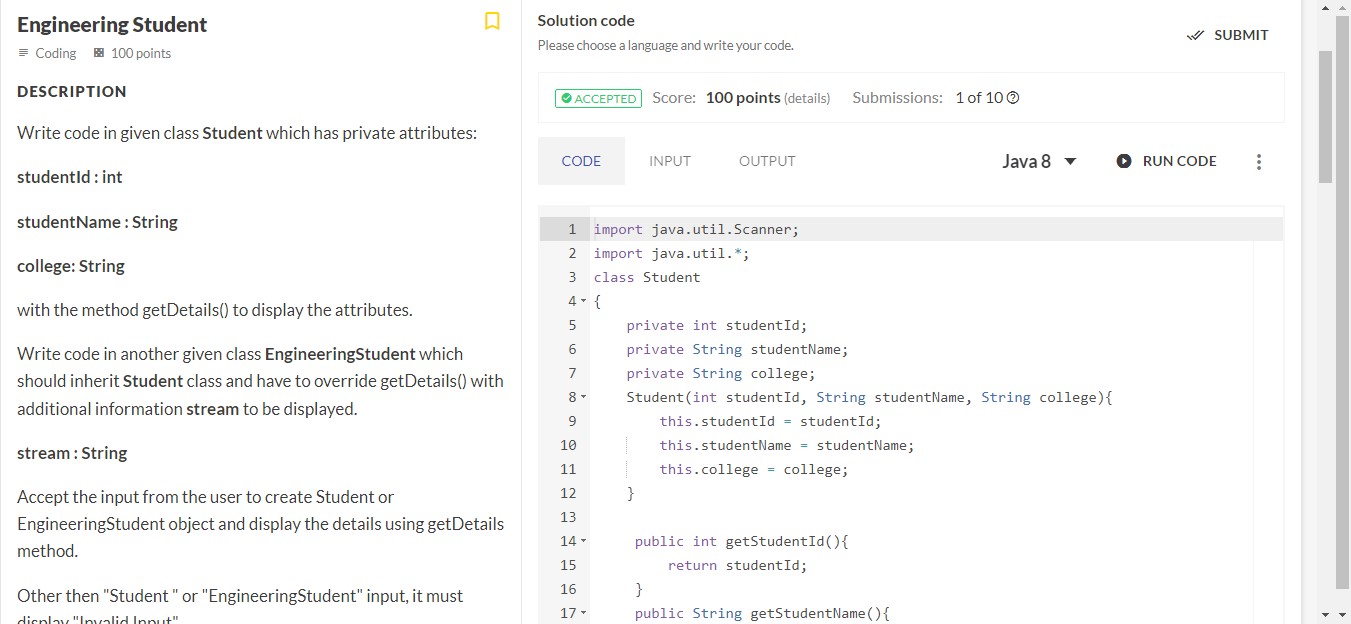 Engineering Student
Coding 100 points
DESCRIPTION
Write code in given class Student which has private attributes:
studentId : int
studentName : String
college: String
with the method getDetails() to display the attributes.
Write code in another given class EngineeringStudent which
should inherit Student class and have to override getDetails() with
additional information stream to be displayed.
stream : String
Accept the input from the user to create Student or
EngineeringStudent object and display the details using getDetails
method.
Other then "Student " or "EngineeringStudent" input, it must
display "Invalid Input"
Solution code
Please choose a language and write your code.
SUBMIT
ACCEPTED Score: 100 points (details) Submissions: 1 of 10
CODE INPUT OUTPUT Java 8 RUN CODE
1 import java.util.Scanner;
2 import java.util.*;
3 class Student
4 {
5 private int studentId;
6 private String studentName;
7 private String college;
8 Student(int studentId, String studentName, String college){
9 this.studentId = studentId;
10 this.studentName = studentName;
11 this.college = college;
12 }
13
14 public int getStudentId(){
15 return studentId;
16 }
17 public String getStudentName(){